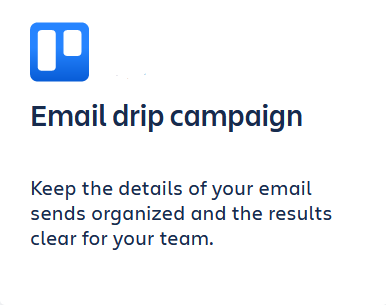 Email drip campaign
Keep the details of your email
sends organized and the results
clear for your team.